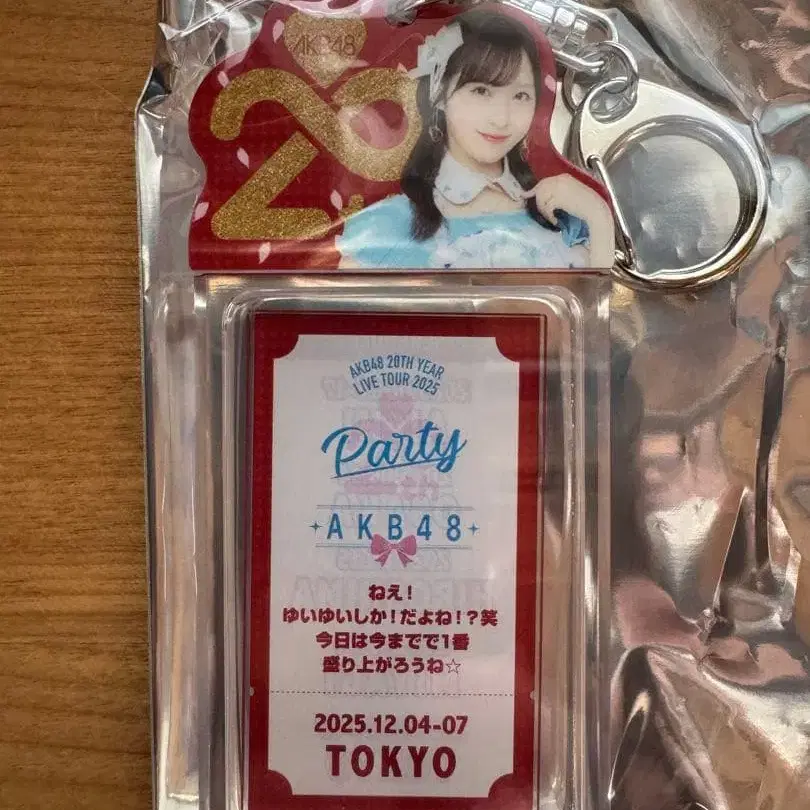 AKB48
20
AKB48 20TH YEAR
LIVE TOUR 2025
Party
AKB48
ねえ!
ゆいゆいしか!だよね!?笑
今日は今までで1番
盛り上がろうね☆
2025.12.04-07
TOKYO